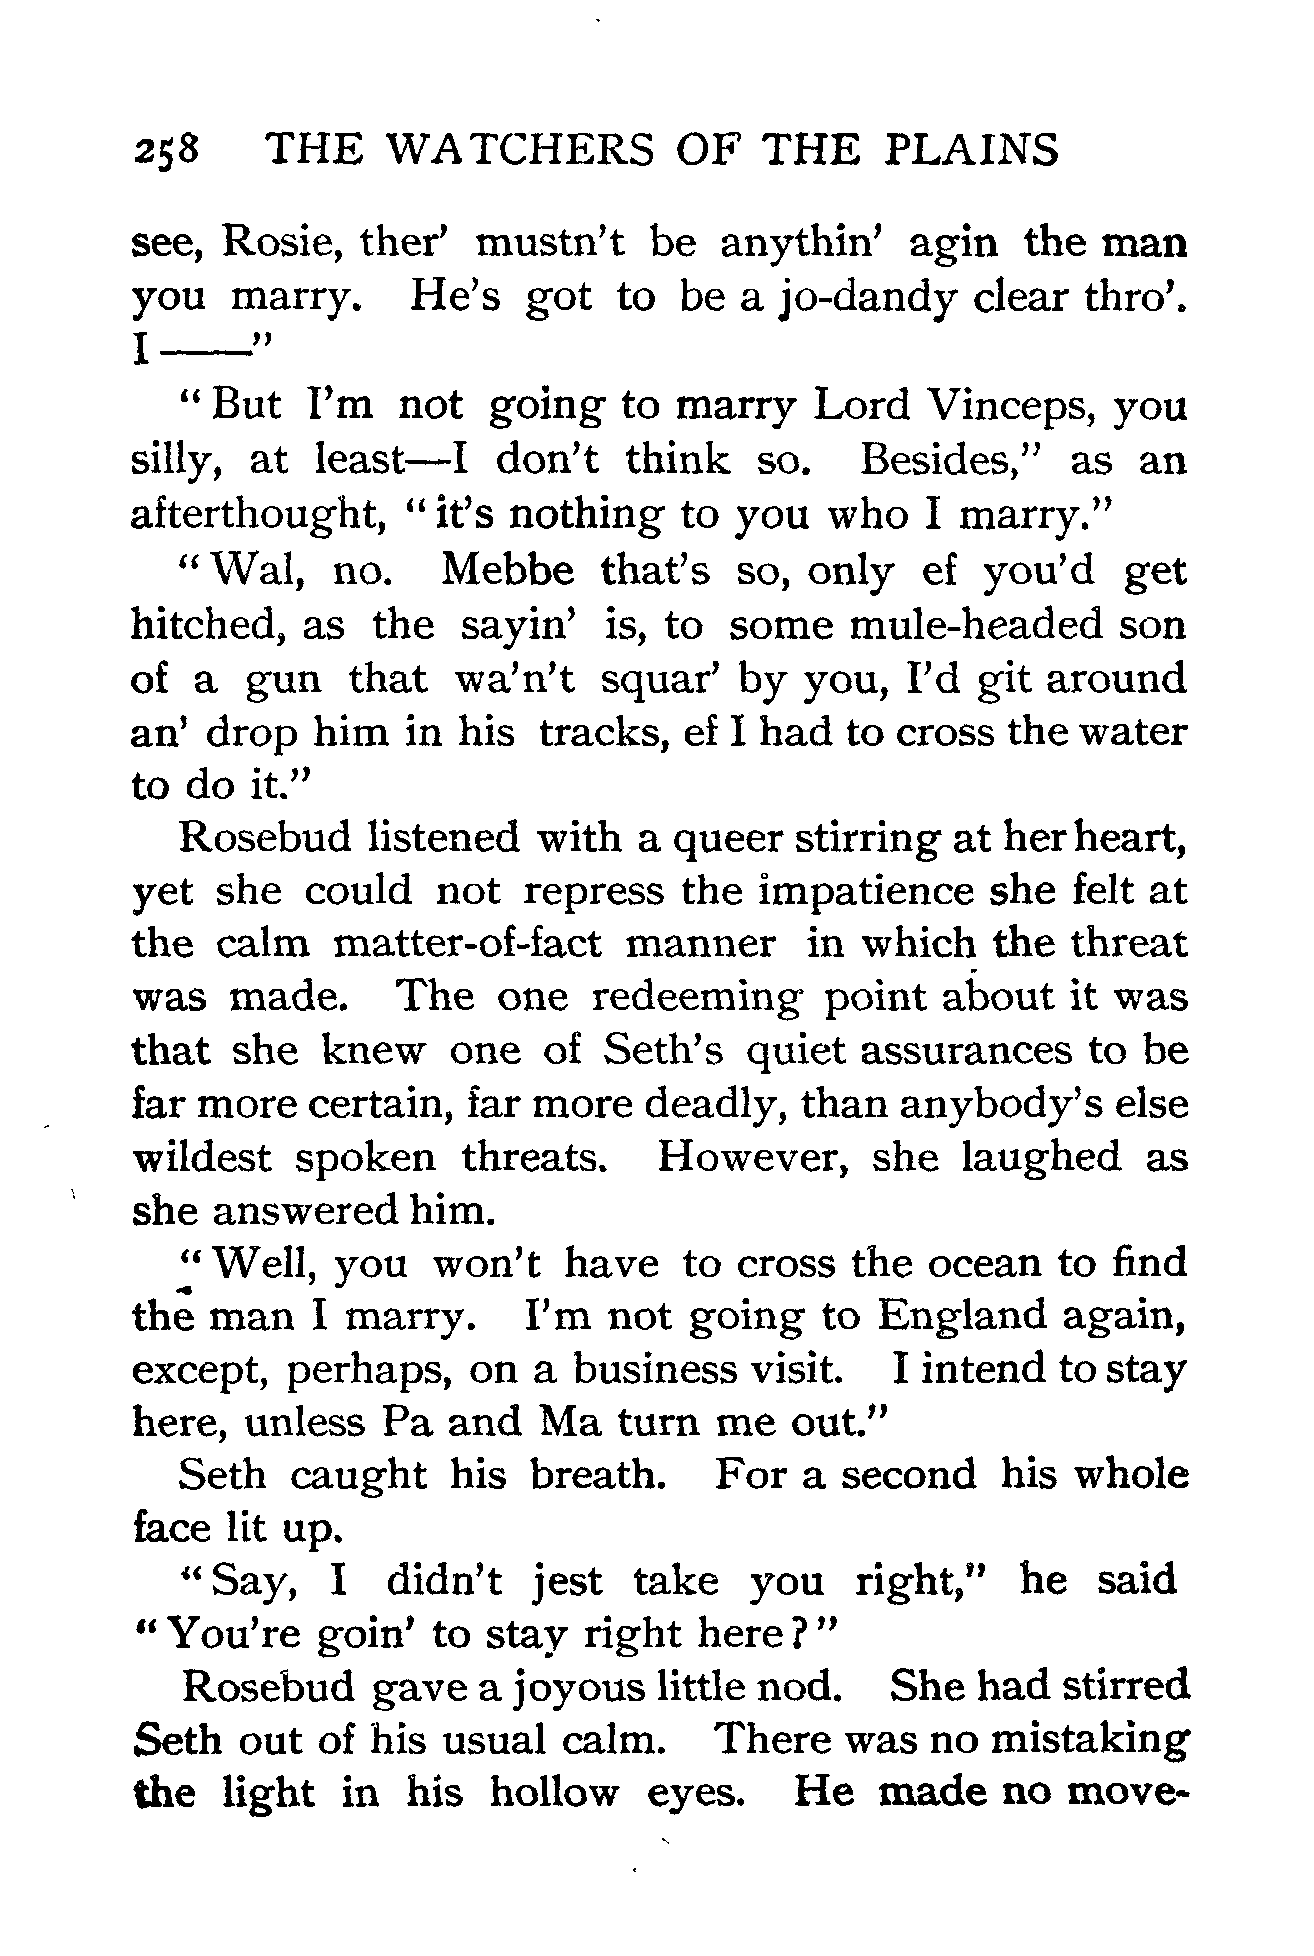 258 THE WATCHERS OF THE PLAINS
see, Rosie, ther' mustn't be anythin' agin the man
you marry. He's got to be a jo-dandy clear thro'.
I ——"
" But I'm not going to marry Lord Vinceps, you
silly, at least—I don't think so. Besides," as an
afterthought, " it's nothing to you who I marry."
" Wal, no. Mebbe that's so, only ef you'd get
hitched, as the sayin' is, to some mule-headed son
of a gun that wa'n't squar' by you, I'd git around
an' drop him in his tracks, ef I had to cross the water
to do it."
Rosebud listened with a queer stirring at her heart,
yet she could not repress the impatience she felt at
the calm matter-of-fact manner in which the threat
was made. The one redeeming point about it was
that she knew one of Seth's quiet assurances to be
far more certain, far more deadly, than anybody's else
wildest spoken threats. However, she laughed as
she answered him.
" Well, you won't have to cross the ocean to find
the man I marry. I'm not going to England again,
except, perhaps, on a business visit. I intend to stay
here, unless Pa and Ma turn me out."
Seth caught his breath. For a second his whole
face lit up.
" Say, I didn't jest take you right," he said
" You're goin' to stay right here ? "
Rosebud gave a joyous little nod. She had stirred
Seth out of his usual calm. There was no mistaking
the light in his hollow eyes. He made no move-